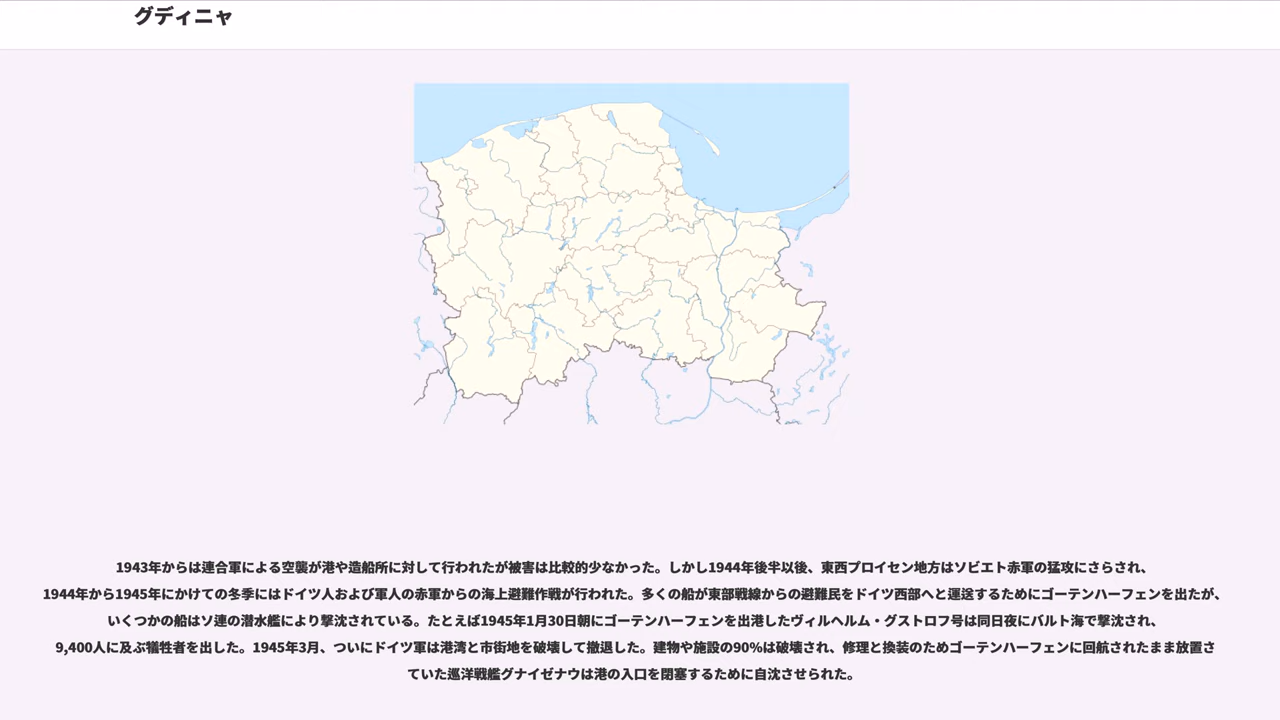 グディニャ
1943年からは連合軍による空襲が港や造船所に対して行われたが被害は比較的少なかった。しかし1944年後半以後、東西プロイセン地方はソビエト赤軍の猛攻にさらされ、
1944年から1945年にかけての冬季にはドイツ人および軍人の赤軍からの海上避難作戦が行われた。多くの船が東部戦線からの避難民をドイツ西部へと運送するためにゴーテンハーフェンを出たが、
いくつかの船はソ連の潜水艦により撃沈されている。たとえば1945年1月30日朝にゴーテンハーフェンを出港したヴィルヘルム・グストロフ号は同日夜にバルト海で撃沈され、
9,400人に及ぶ犠牲者を出した。1945年3月、ついにドイツ軍は港湾と市街地を破壊して撤退した。建物や施設の90%は破壊され、修理と換装のためゴーテンハーフェンに回航されたまま放置さ
ていた巡洋戦艦グナイゼナウは港の入口を閉塞するために自沈させられた。